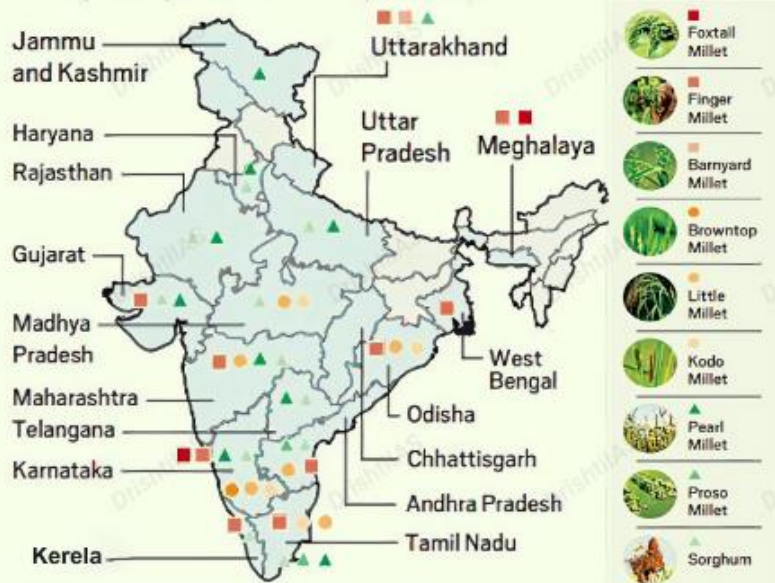 Jammu
and Kashmir
Uttarakhand
Haryana
Rajasthan
Uttar
Pradesh
Meghalaya
Gujarat
Madhya
Pradesh
West
Bengal
Maharashtra
Telangana
Karnataka
Odisha
Chhattisgarh
Andhra Pradesh
Tamil Nadu
Kerela
Foxtall
Millet
Finger
Millet
Barnyard
Millet
Browntop
Millet
Little
Millet
Kodo
Millet
Pearl
Millet
Proso
Millet
Sorghum
DrishtiIAS